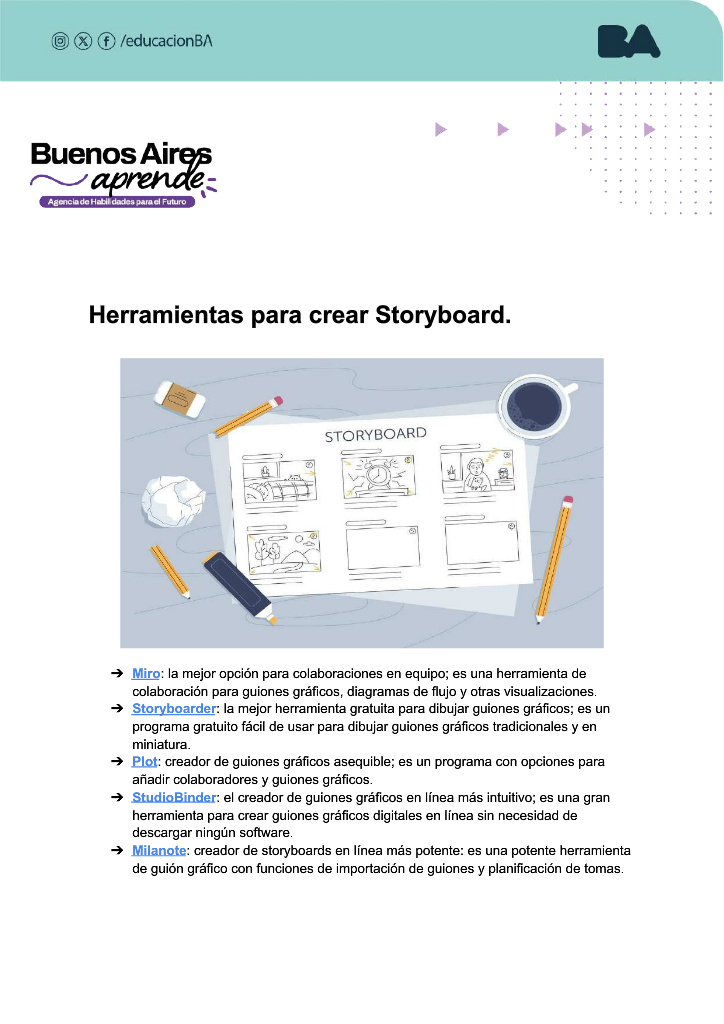 /educacionBA
BA
Buenos Aires
aprende
Agencia de Habilidades para el Futuro
Herramientas para crear Storyboard.
STORYBOARD
➔ Miro: la mejor opción para colaboraciones en equipo; es una herramienta de
colaboración para guiones gráficos, diagramas de flujo y otras visualizaciones.
➔ Storyboarder: la mejor herramienta gratuita para dibujar guiones gráficos; es un
programa gratuito fácil de usar para dibujar guiones gráficos tradicionales y en
miniatura.
➔ Plot: creador de guiones gráficos asequible; es un programa con opciones para
añadir colaboradores y guiones gráficos.
➔ StudioBinder: el creador de guiones gráficos en línea más intuitivo; es una gran
herramienta para crear guiones gráficos digitales en línea sin necesidad de
descargar ningún software.
➔ Milanote: creador de storyboards en línea más potente: es una potente herramienta
de guión gráfico con funciones de importación de guiones y planificación de tomas.